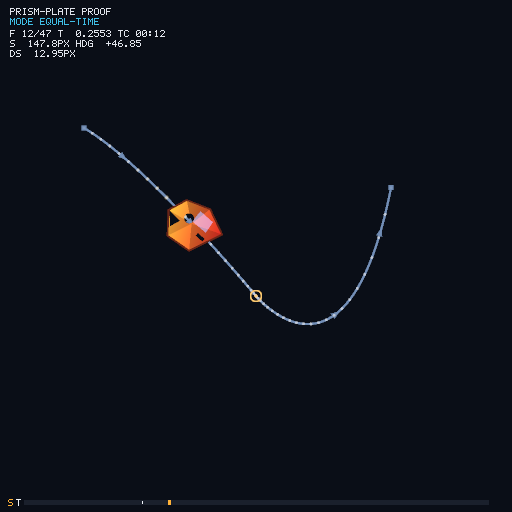 PRISM-PLATE PROOF
MODE EQUAL-TIME
F 12/47 T  0.2553 TC 00:12
S  147.8PX HDG  +46.85
DS  12.95PX
ST